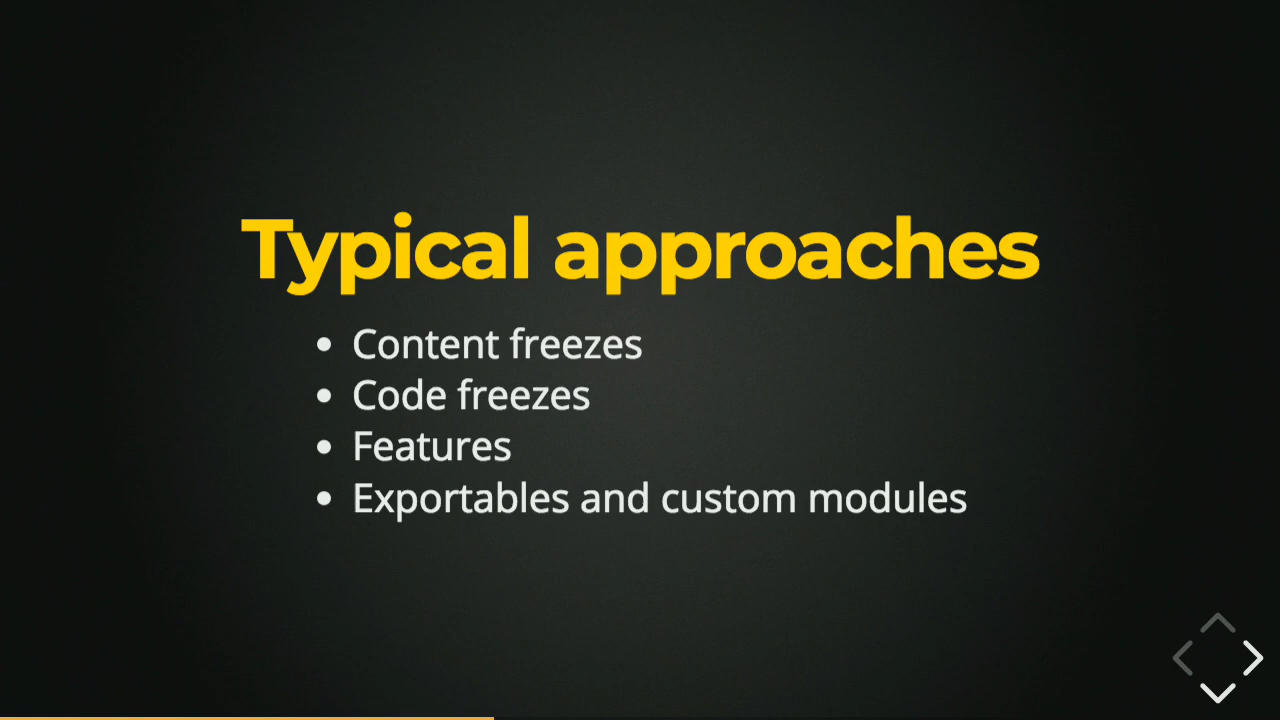 Typical approaches
Content freezes
Code freezes
Features
Exportables and custom modules